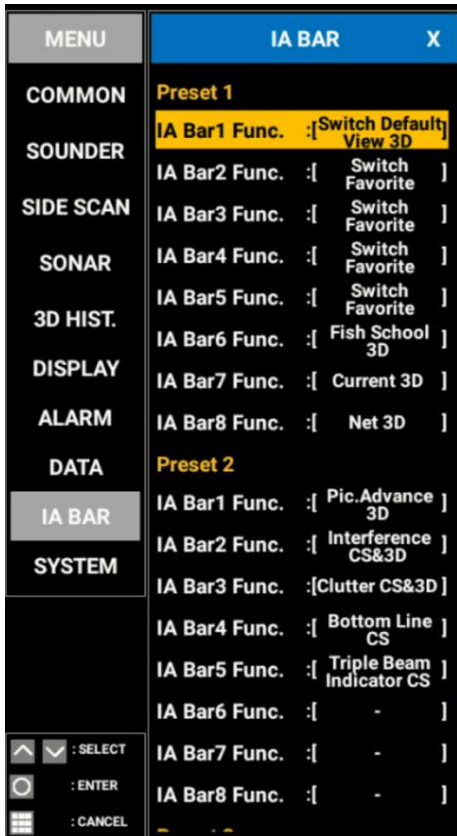 MENU
COMMON
SOUNDER
SIDE SCAN
SONAR
3D HIST.
DISPLAY
ALARM
DATA
IA BAR
SYSTEM
: SELECT
: ENTER
: CANCEL
IA BAR X
Preset 1
IA Bar1 Func. :[Switch Default
View 3D]
IA Bar2 Func. :[ Switch
Favorite ]
IA Bar3 Func. :[ Switch
Favorite ]
IA Bar4 Func. :[ Switch
Favorite ]
IA Bar5 Func. :[ Switch
Favorite ]
IA Bar6 Func. :[ Fish School
3D ]
IA Bar7 Func. :[ Current 3D ]
IA Bar8 Func. :[ Net 3D ]
Preset 2
IA Bar1 Func. :[ Pic.Advance
3D ]
IA Bar2 Func. :[ Interference
CS&3D ]
IA Bar3 Func. :[Clutter CS&3D ]
IA Bar4 Func. :[ Bottom Line
CS ]
IA Bar5 Func. :[ Triple Beam
Indicator CS ]
IA Bar6 Func. :[ - ]
IA Bar7 Func. :[ - ]
IA Bar8 Func. :[ - ]